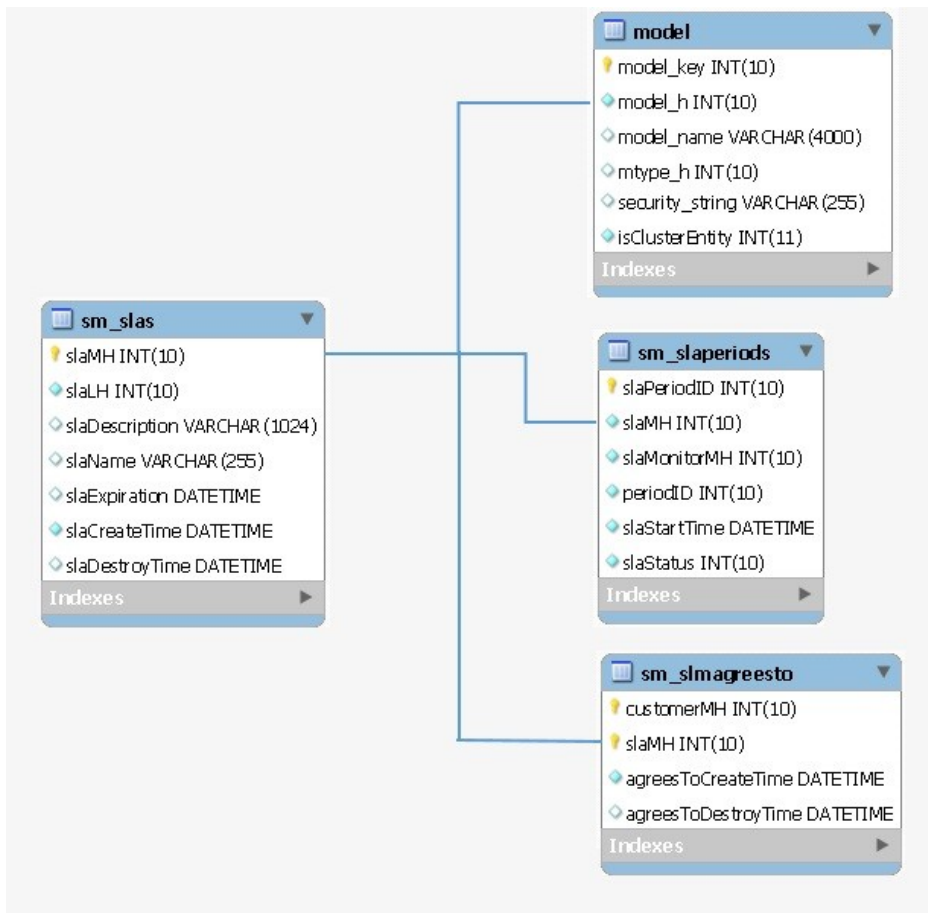 model
model_key INT(10)
model_h INT(10)
model_name VARCHAR(4000)
mtype_h INT(10)
security_string VARCHAR(255)
isClusterEntity INT(11)
Indexes
sm_slas
slaMH INT(10)
slaLH INT(10)
slaDescription VARCHAR(1024)
slaName VARCHAR(255)
slaExpiration DATETIME
slaCreateTime DATETIME
slaDestroyTime DATETIME
Indexes
sm_slaperiods
slaPeriodID INT(10)
slaMH INT(10)
slaMonitorMH INT(10)
periodID INT(10)
slaStartTime DATETIME
slaStatus INT(10)
Indexes
sm_slmagreesto
customerMH INT(10)
slaMH INT(10)
agreesToCreateTime DATETIME
agreesToDestroyTime DATETIME
Indexes